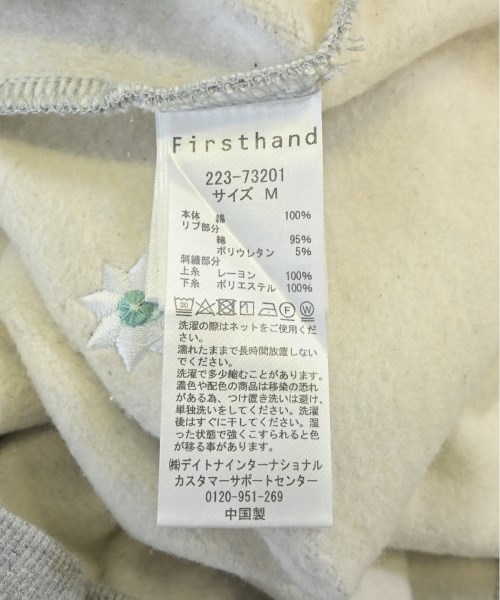 Firsthand
223-73201
サイズ M
本体 綿 100%
リブ部分
綿 95%
ポリウレタン 5%
刺繍部分
上糸 レーヨン 100%
下糸 ポリエステル 100%
30 F W
洗濯の際はネットをご使用くだ
さい。
濡れたままで長時間放置しない
でください。
洗濯で多少縮むことがあります。
濃色や配色の商品は移染の恐れ
がある為、つけ置き洗いは避け、
単独洗いをしてください。洗濯
後はすぐに干してください。湿
った状態で強くこすられると色
が移る事があります。
㈱デイトナインターナショナル
カスタマーサポートセンター
0120-951-269
中国製